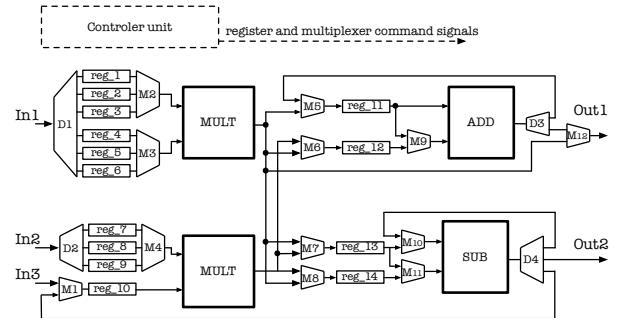 Controler unit
register and multiplexer command signals
reg_1
reg_2
reg_3
reg_4
reg_5
reg_6
In1
D1
M2
M3
MULT
M5
reg_11
M6
reg_12
M9
ADD
D3
Out1
M12
In2
D2
reg_7
reg_8
reg_9
M4
In3
M1
reg_10
MULT
M7
reg_13
M8
reg_14
M10
M11
SUB
D4
Out2